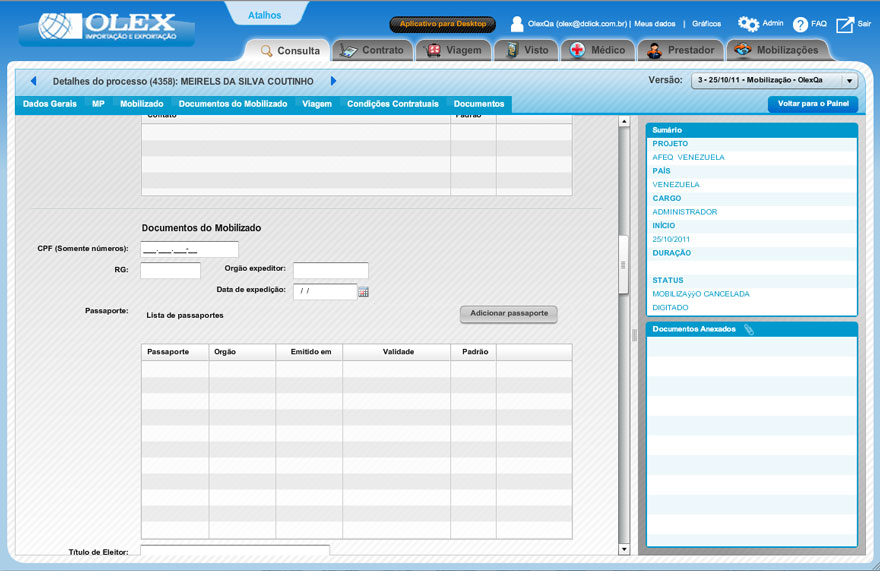 Atalhos
OLEX
IMPORTAÇÃO E EXPORTAÇÃO
Aplicativo para Desktop
OlexQa (olex@dclick.com.br) | Meus dados | Gráficos
Admin
FAQ
Sair
Consulta
Contrato
Viagem
Visto
Médico
Prestador
Mobilizações
Detalhes do processo (4358): MEIRELS DA SILVA COUTINHO
Versão:
3 - 25/10/11 - Mobilização - OlexQa
Dados Gerais MP Mobilizado Documentos do Mobilizado Viagem Condições Contratuais Documentos
Voltar para o Painel
Contato Padrão
Documentos do Mobilizado
CPF (Somente números):
___.___.___-__
RG:
Orgão expeditor:
Data de expedição:
/ /
Passaporte:
Lista de passaportes
Adicionar passaporte
Passaporte Orgão Emitido em Validade Padrão
Título de Eleitor:
Sumário
PROJETO
AFEQ VENEZUELA
PAÍS
VENEZUELA
CARGO
ADMINISTRADOR
INÍCIO
25/10/2011
DURAÇÃO
STATUS
MOBILIZAÿÿO CANCELADA
DIGITADO
Documentos Anexados